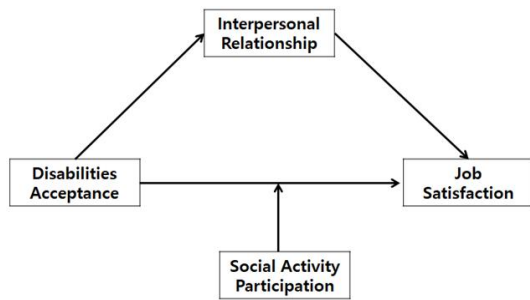 Interpersonal
Relationship
Disabilities
Acceptance
Job
Satisfaction
Social Activity
Participation